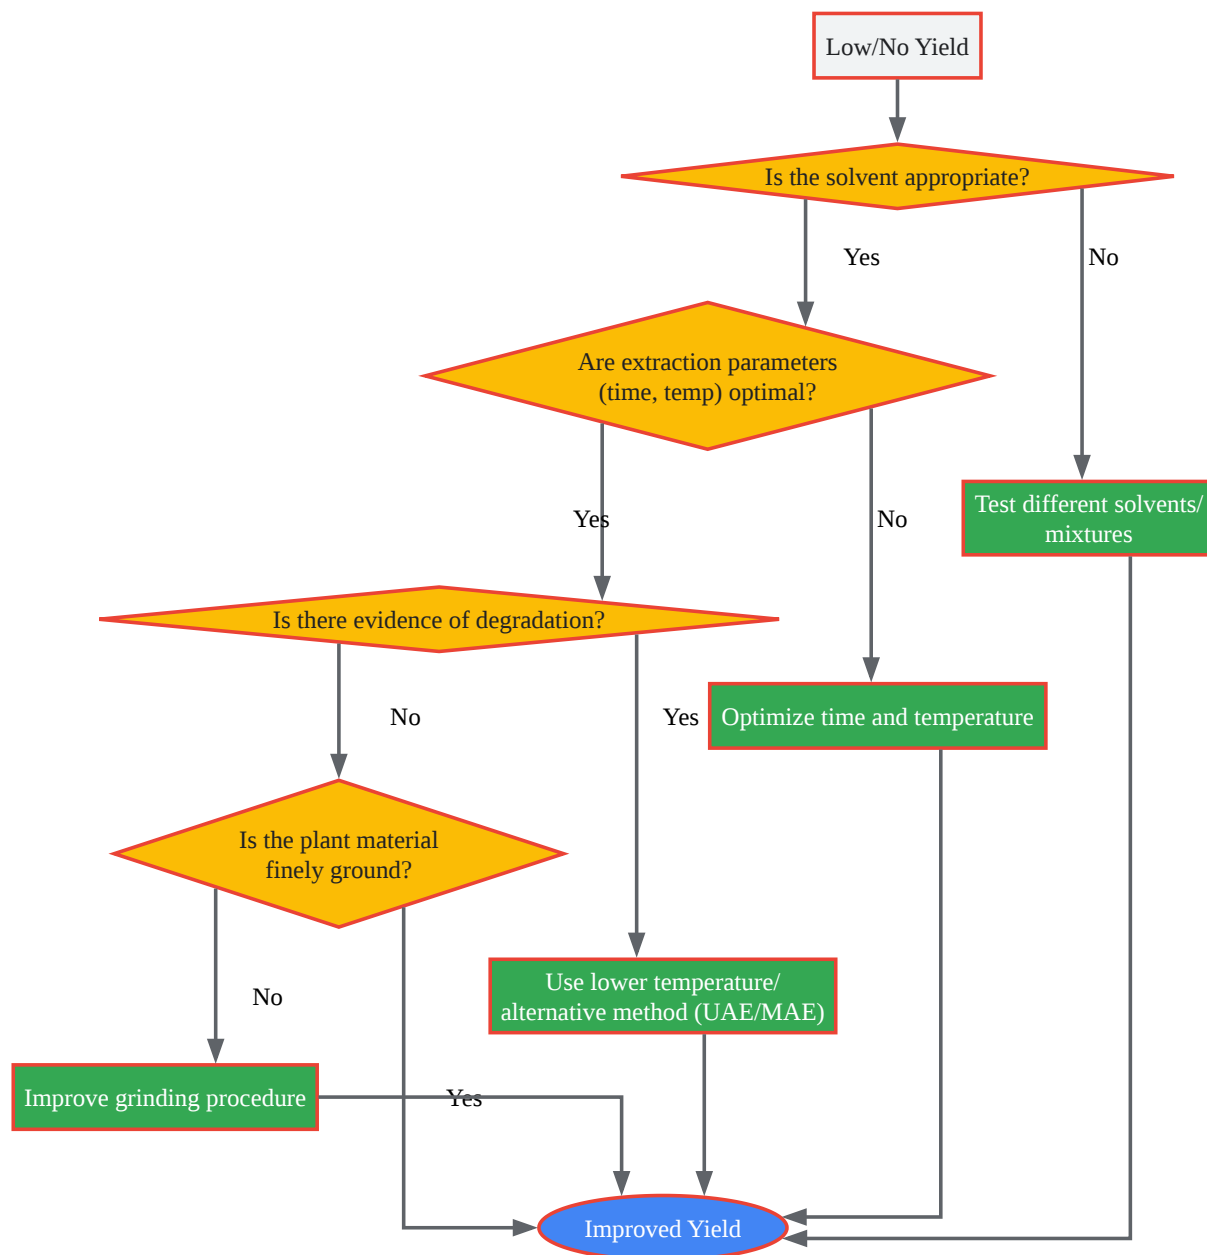 Low/No Yield
Is the solvent appropriate?
Yes
No
Are extraction parameters
(time, temp) optimal?
Test different solvents/
mixtures
Yes
No
Is there evidence of degradation?
No
Yes
Optimize time and temperature
Is the plant material
finely ground?
Use lower temperature/
alternative method (UAE/MAE)
No
Improve grinding procedure
Yes
Improved Yield